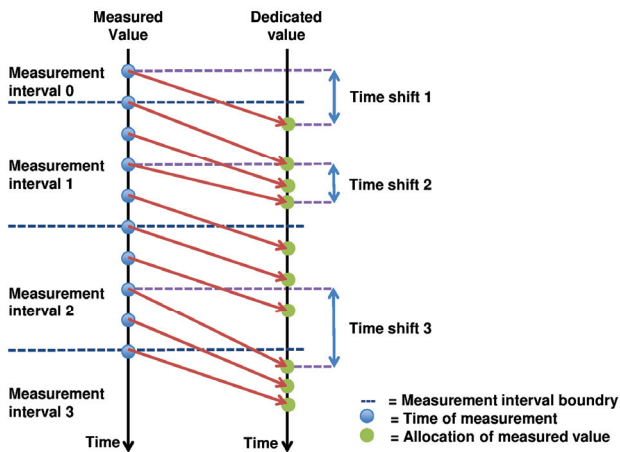 Measured
Value
Dedicated
value
Measurement
interval 0
Time shift 1
Measurement
interval 1
Time shift 2
Measurement
interval 2
Time shift 3
Measurement
interval 3
Time
Time
= Measurement interval boundry
= Time of measurement
= Allocation of measured value